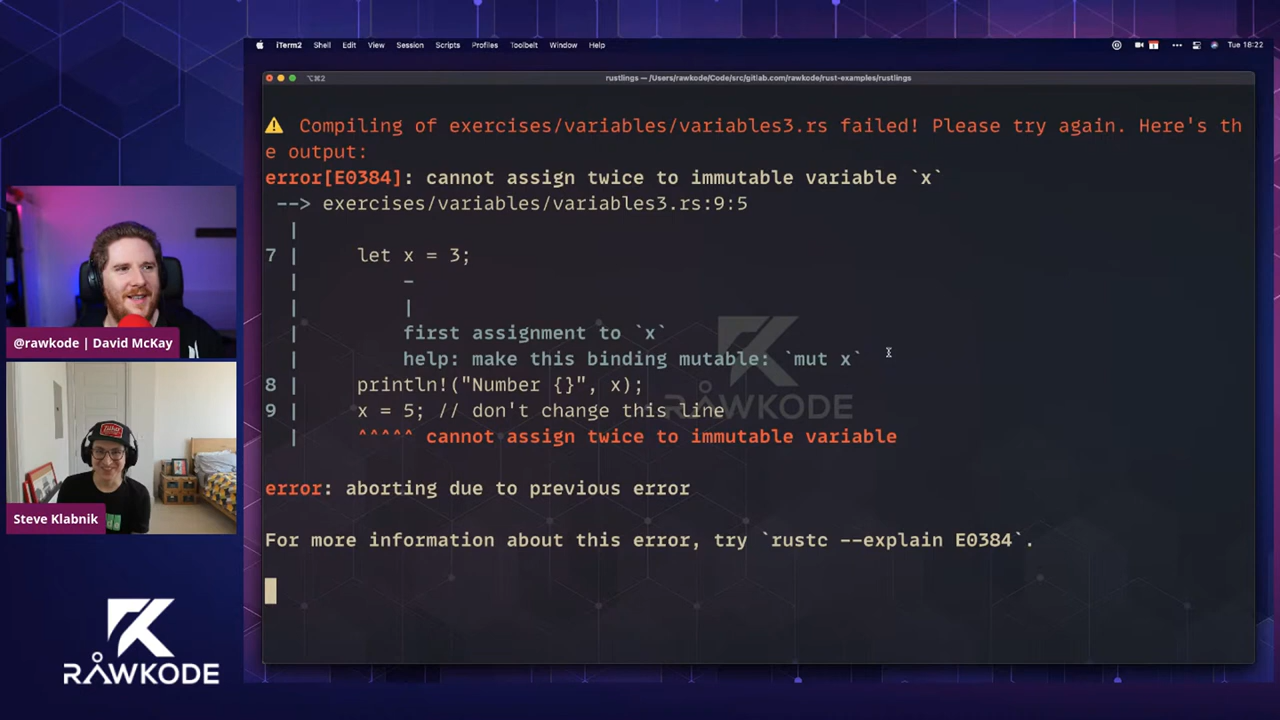 iTerm2 Shell Edit View Session Scripts Profiles Toolbelt Window Help
Tue 18:22
⌥⌘2
rustlings — /Users/rawkode/Code/src/gitlab.com/rawkode/rust-examples/rustlings
⚠ Compiling of exercises/variables/variables3.rs failed! Please try again. Here's th
e output:
error[E0384]: cannot assign twice to immutable variable `x`
--> exercises/variables/variables3.rs:9:5
|
7 | let x = 3;
| -
| |
| first assignment to `x`
| help: make this binding mutable: `mut x`
8 | println!("Number {}", x);
9 | x = 5; // don't change this line
| ^^^^^ cannot assign twice to immutable variable
error: aborting due to previous error
For more information about this error, try `rustc --explain E0384`.
RAWKODE
@rawkode | David McKay
Steve Klabnik
RAWKODE